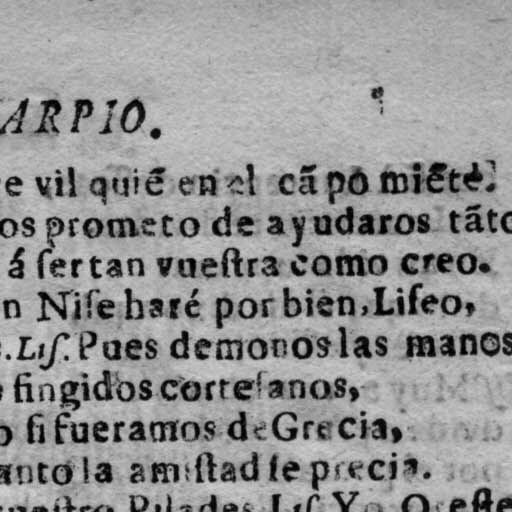 ARPIO.
e vil quiẽ en el cãpo miẽte.
os prometo de ayudaros tãto
á ſer tan vueſtra como creo.
n Niſe haré por bien, Liſeo,
. Liſ. Pues demonos las manos
fingidos corteſanos,
o ſi fueramos de Grecia,
anto la amiſtad ſe precia.
Pilades. Liſ. Yo Oreſte